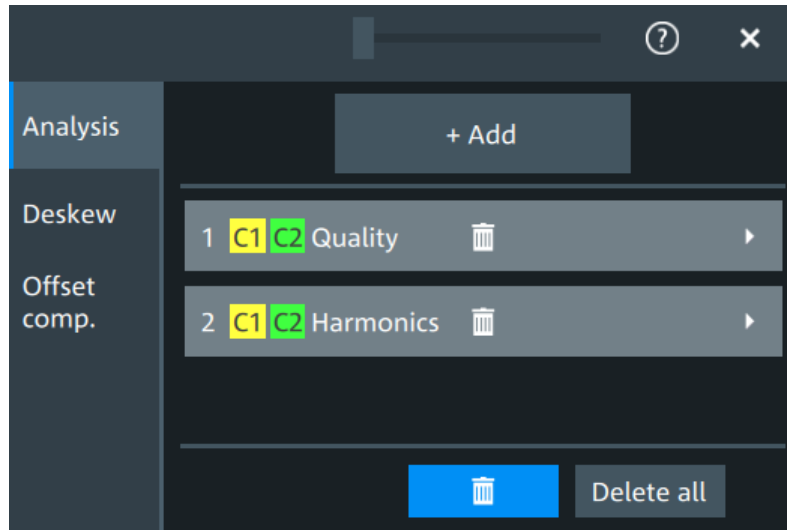 ?
Analysis
+ Add
Deskew
1 C1 C2 Quality
Offset
comp.
2 C1 C2 Harmonics
Delete all